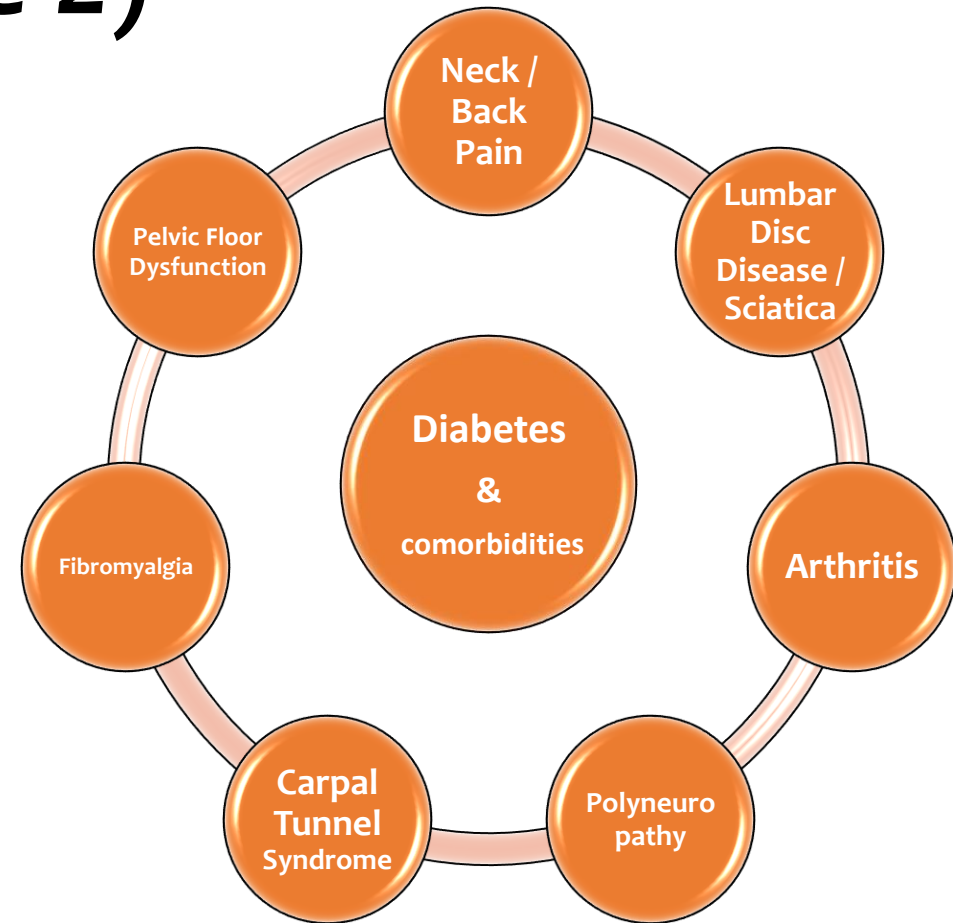 2)
Neck /
Back
Pain
Lumbar
Disc
Disease /
Sciatica
Pelvic Floor
Dysfunction
Diabetes
&
comorbidities
Fibromyalgia
Arthritis
Carpal
Tunnel
Syndrome
Polyneuro
pathy